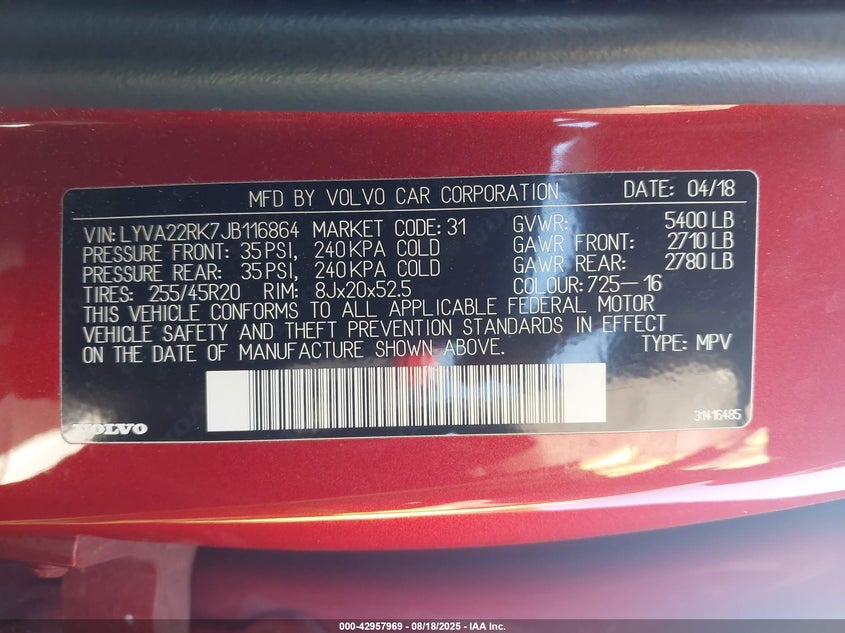 MFD BY VOLVO CAR CORPORATION DATE: 04/18
VIN: LYVA22RK7JB116864 MARKET CODE: 31 GVWR: 5400 LB
PRESSURE FRONT: 35 PSI, 240 KPA COLD GAWR FRONT: 2710 LB
PRESSURE REAR: 35 PSI, 240 KPA COLD GAWR REAR: 2780 LB
TIRES: 255/45R20 RIM: 8Jx20x52.5 COLOUR: 725-16
THIS VEHICLE CONFORMS TO ALL APPLICABLE FEDERAL MOTOR
VEHICLE SAFETY AND THEFT PREVENTION STANDARDS IN EFFECT
ON THE DATE OF MANUFACTURE SHOWN ABOVE. TYPE: MPV
VOLVO 31416485
000-42957969 - 08/18/2025 - IAA Inc.